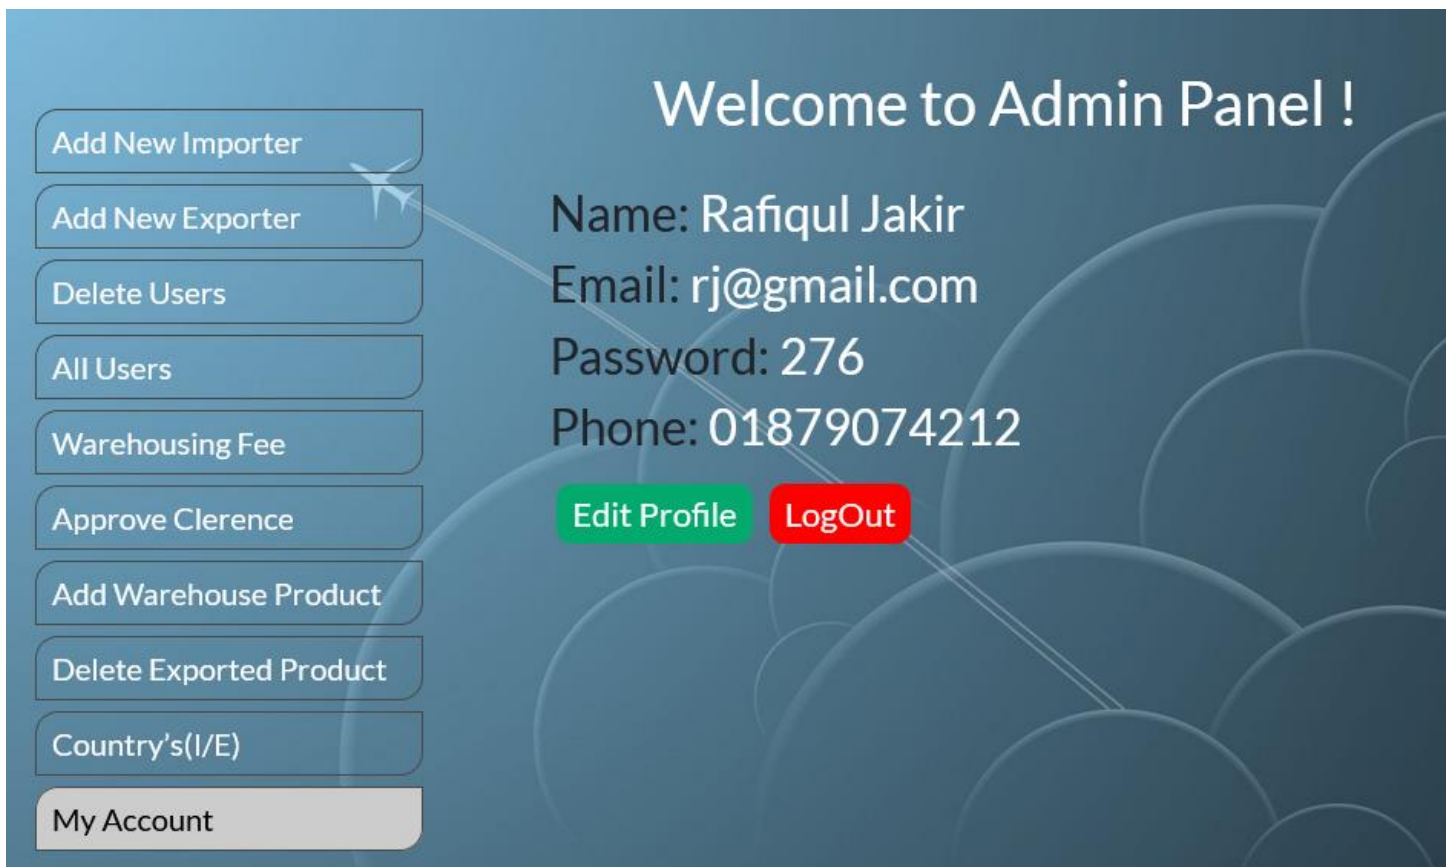 Welcome to Admin Panel !
Add New Importer
Add New Exporter
Delete Users
All Users
Warehousing Fee
Approve Clerence
Add Warehouse Product
Delete Exported Product
Country’s(I/E)
My Account
Name: Rafiqul Jakir
Email: rj@gmail.com
Password: 276
Phone: 01879074212
Edit Profile LogOut